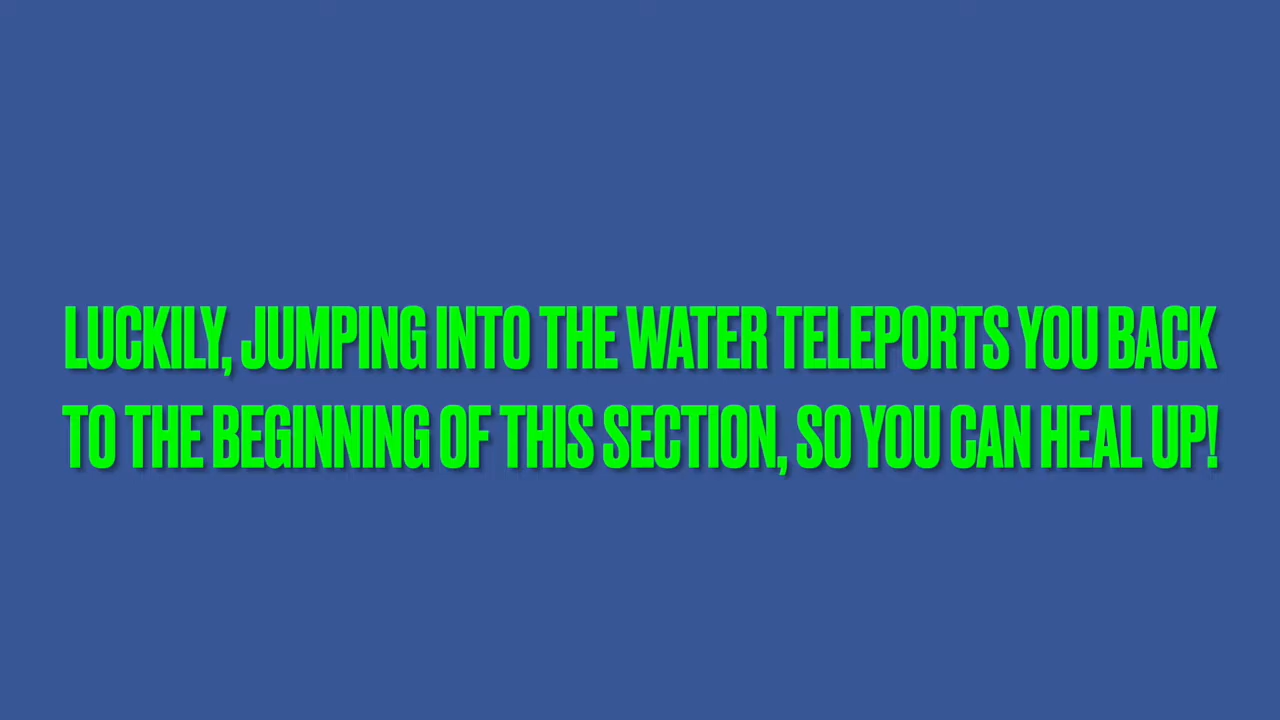 LUCKILY, JUMPING INTO THE WATER TELEPORTS YOU BACK
TO THE BEGINNING OF THIS SECTION, SO YOU CAN HEAL UP!